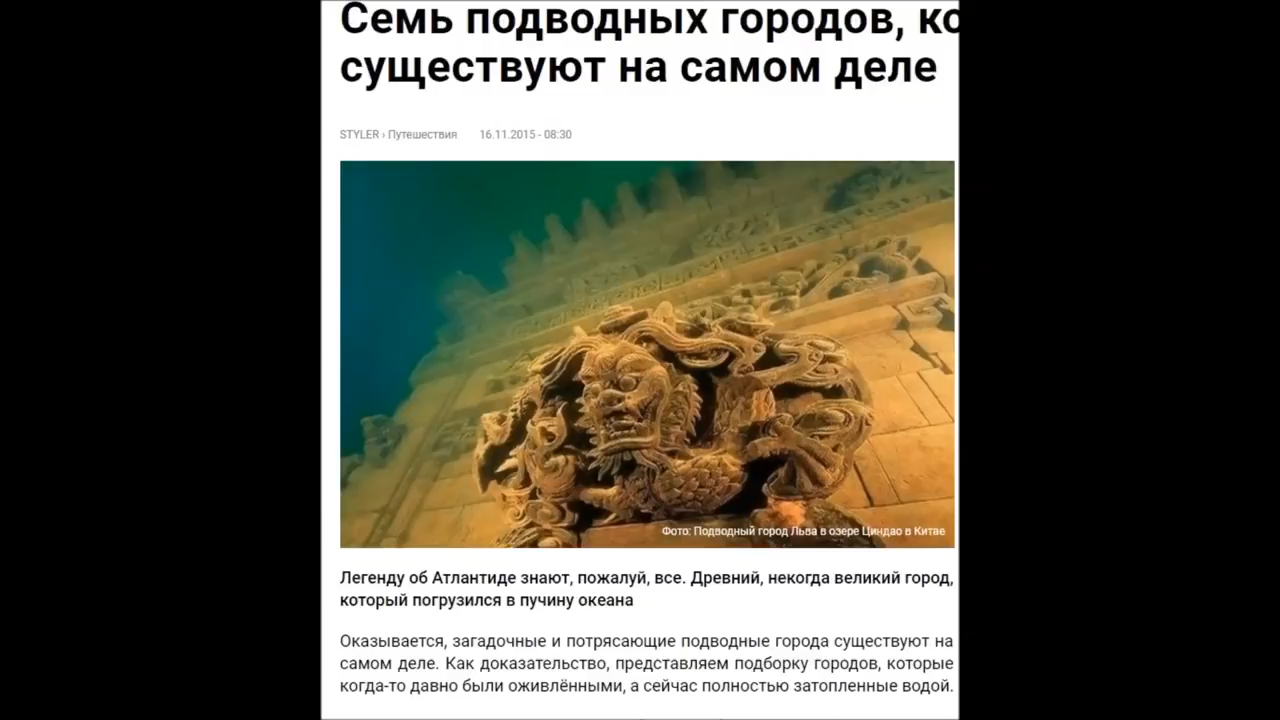 Семь подводных городов, ко
существуют на самом деле
STYLER › Путешествия 16.11.2015 - 08:30
Фото: Подводный город Льва в озере Циндао в Китае
Легенду об Атлантиде знают, пожалуй, все. Древний, некогда великий город,
который погрузился в пучину океана
Оказывается, загадочные и потрясающие подводные города существуют на
самом деле. Как доказательство, представляем подборку городов, которые
когда-то давно были оживлёнными, а сейчас полностью затопленные водой.